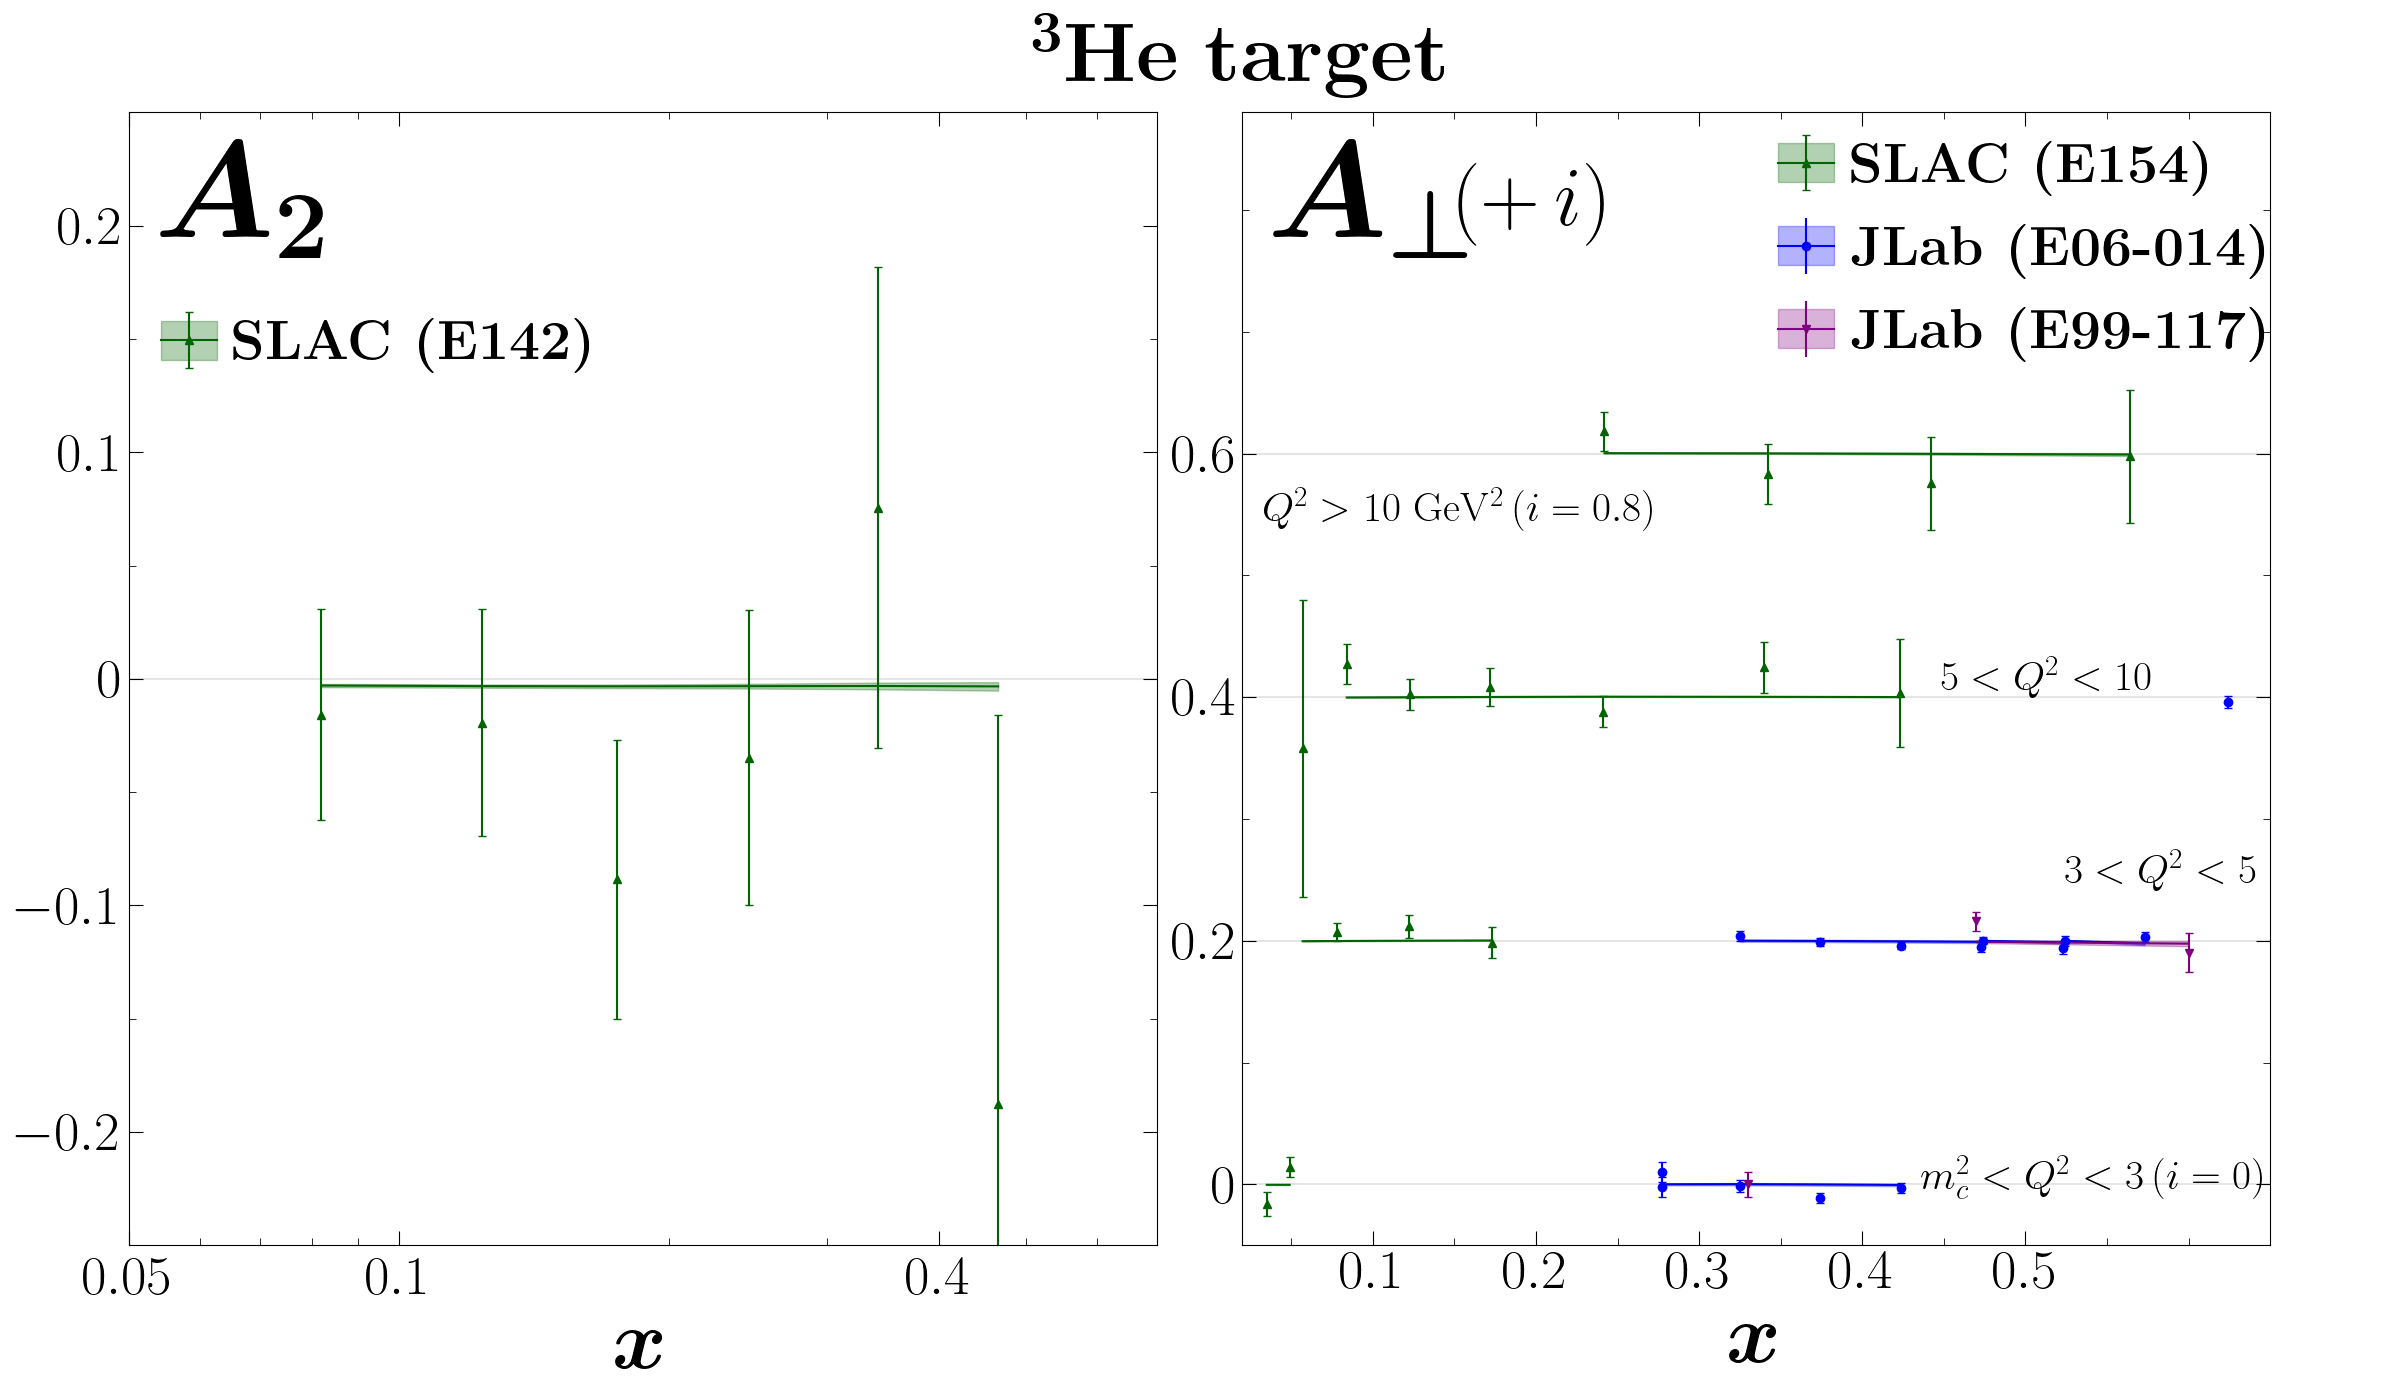 ³He target
A₂
SLAC (E142)
0.2
0.1
0
−0.1
−0.2
0.05 0.1 0.4
x
A⊥(+ i)
SLAC (E154)
JLab (E06-014)
JLab (E99-117)
0.6
Q² > 10 GeV² (i = 0.8)
0.4
5 < Q² < 10
3 < Q² < 5
0.2
m_c² < Q² < 3 (i = 0)
0
0.1 0.2 0.3 0.4 0.5
x